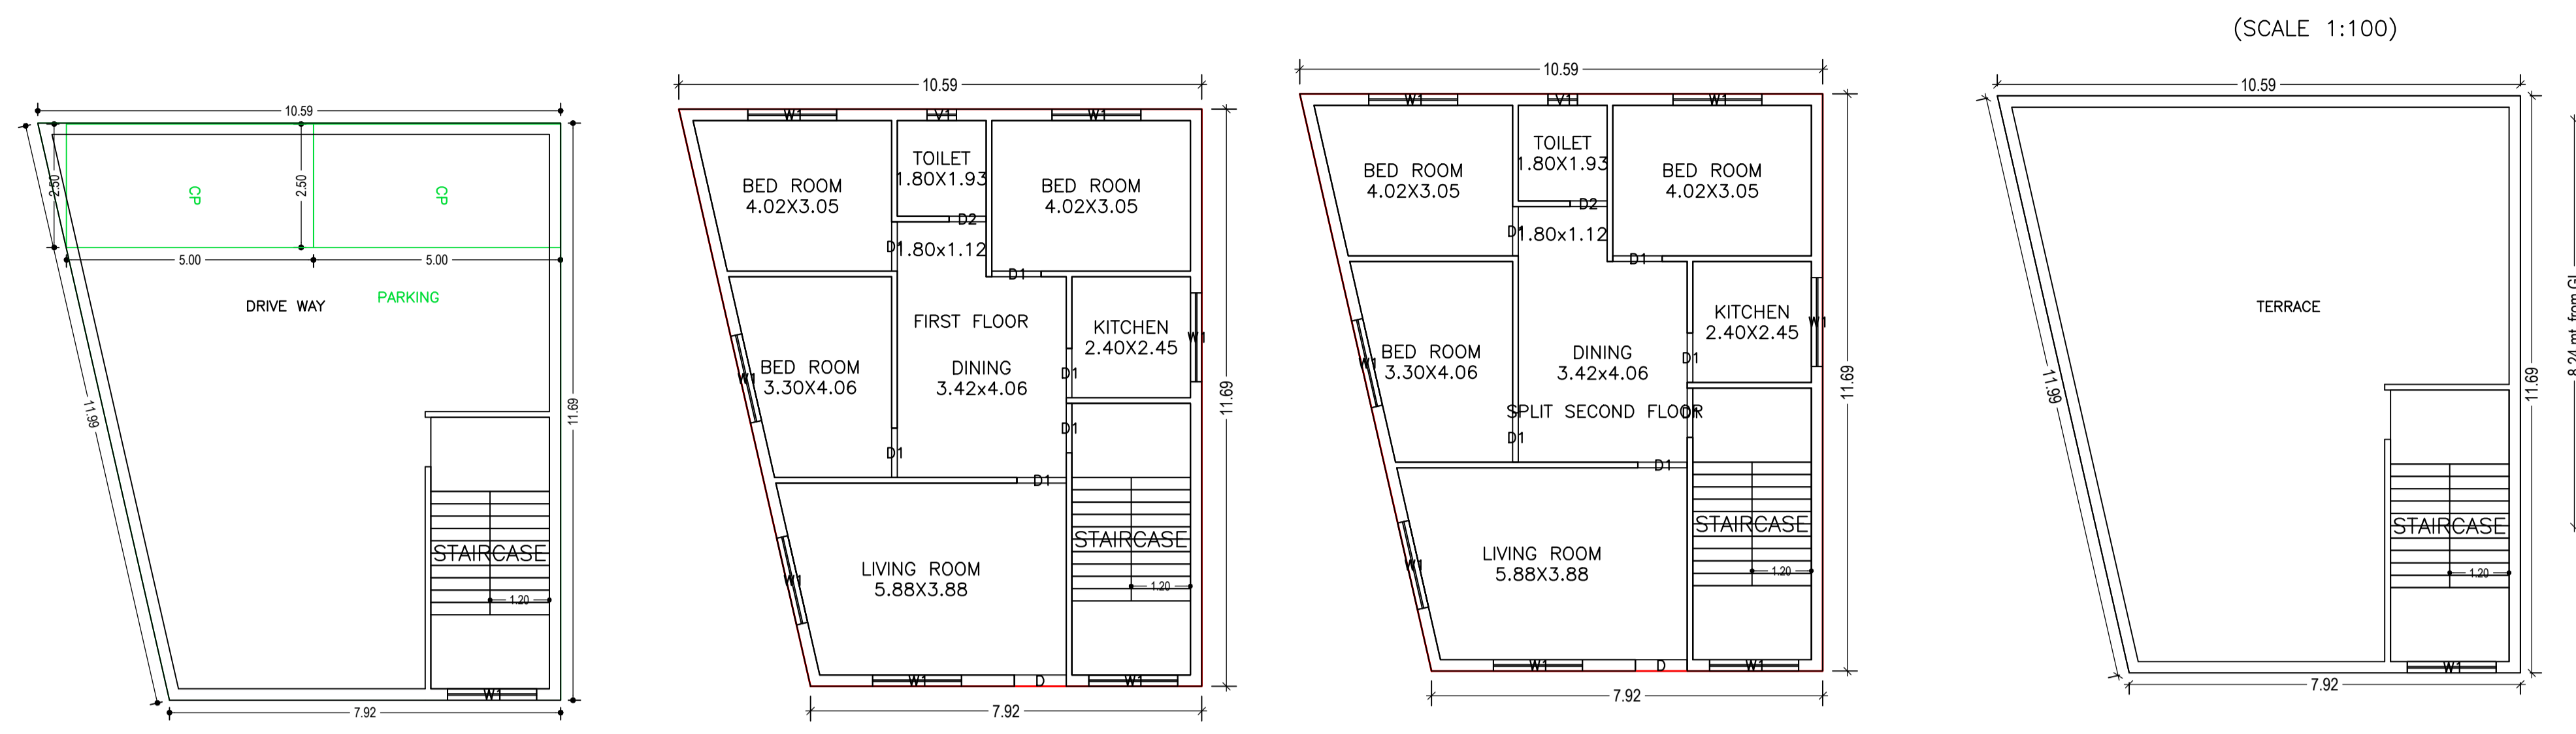 (SCALE 1:100)
10.59
2.50
2.50
CP
CP
5.00
5.00
DRIVE WAY
PARKING
11.99
11.69
STAIRCASE
1.20
W1
7.92
10.59
W1
V1
W1
TOILET
1.80X1.93
BED ROOM
4.02X3.05
BED ROOM
4.02X3.05
D2
D1
1.80x1.12
D1
FIRST FLOOR
KITCHEN
2.40X2.45
W1
BED ROOM
3.30X4.06
W1
DINING
3.42x4.06
D1
11.69
D1
D1
D1
STAIRCASE
LIVING ROOM
5.88X3.88
W1
1.20
W1
D
W1
7.92
10.59
W1
V1
W1
TOILET
1.80X1.93
BED ROOM
4.02X3.05
BED ROOM
4.02X3.05
D2
D1
1.80x1.12
D1
KITCHEN
2.40X2.45
W1
BED ROOM
3.30X4.06
W1
DINING
3.42x4.06
D1
11.69
SPLIT SECOND FLOOR
D1
D1
D1
STAIRCASE
LIVING ROOM
5.88X3.88
W1
1.20
W1
D
W1
7.92
10.59
TERRACE
11.99
11.69
STAIRCASE
1.20
W1
7.92
8.24 mt. from GL